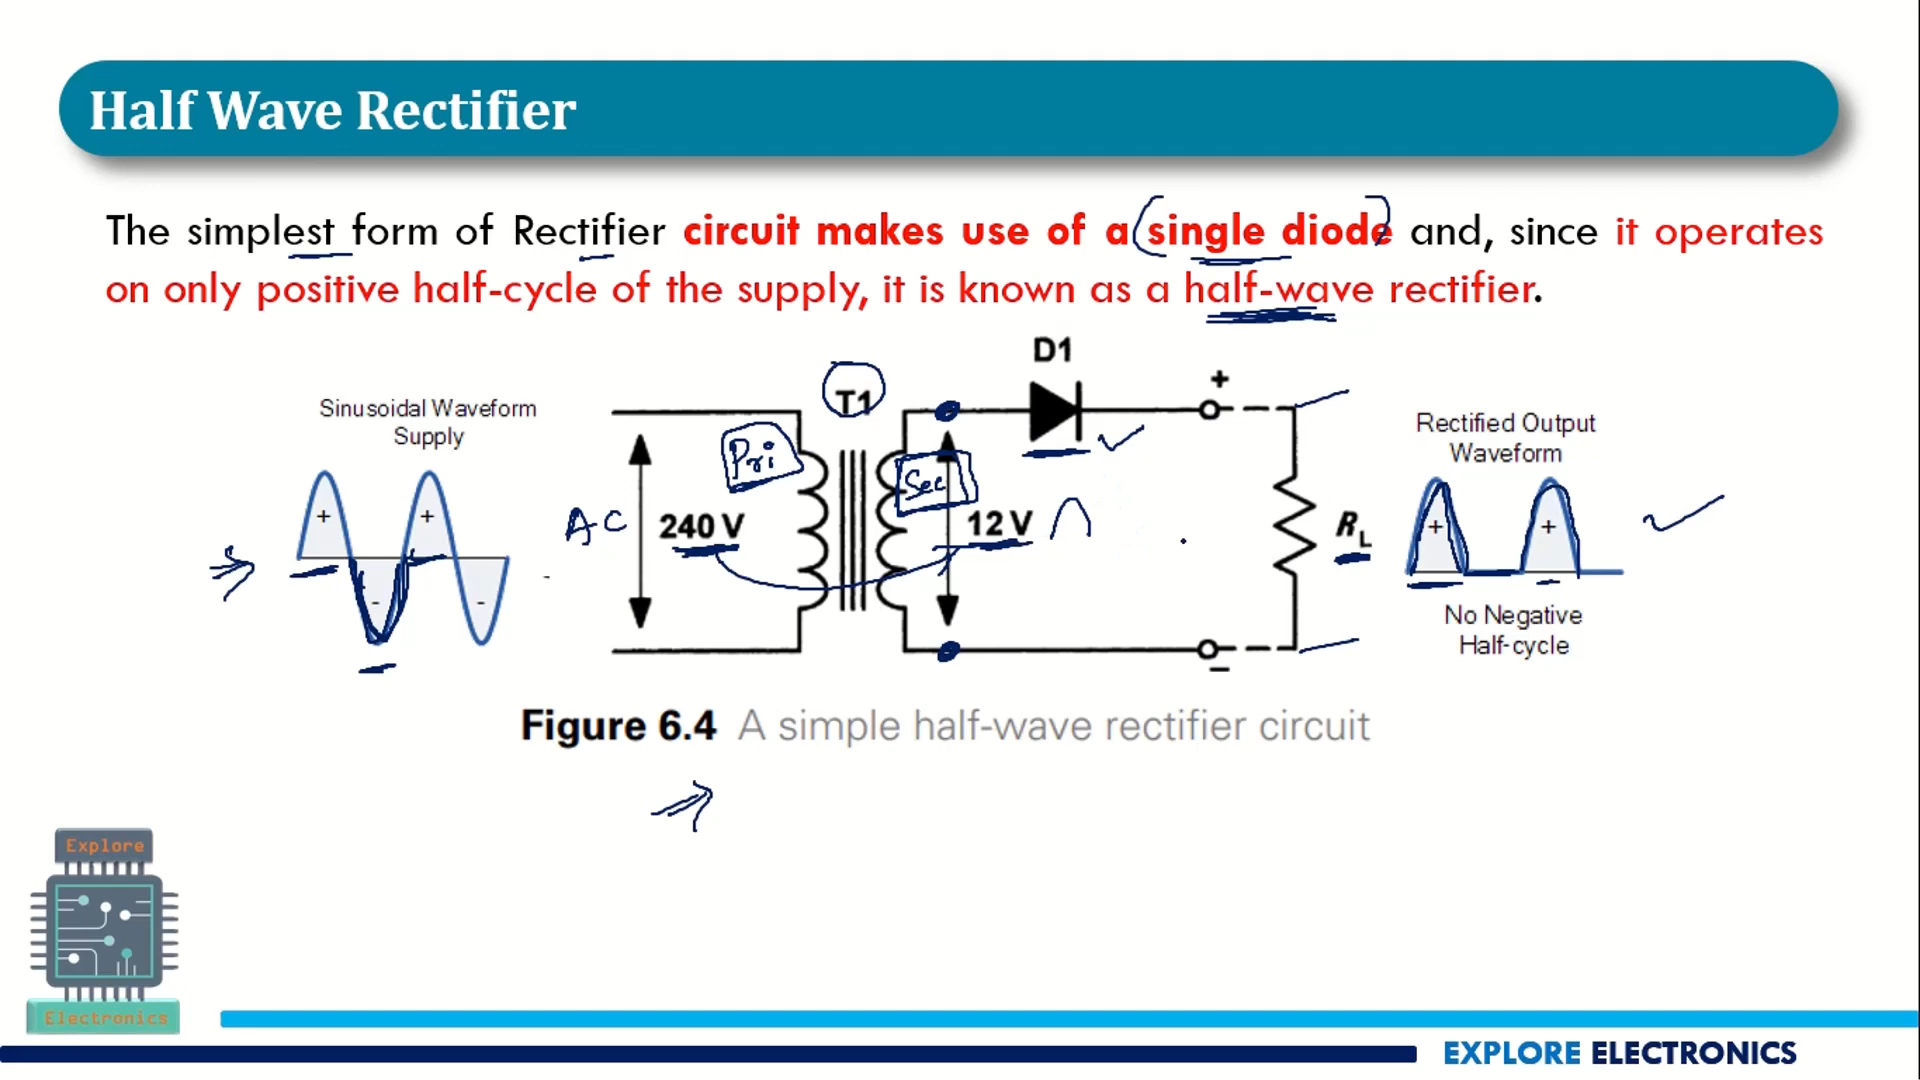 Half Wave Rectifier
The simplest form of Rectifier circuit makes use of a single diode and, since it operates
on only positive half-cycle of the supply, it is known as a half-wave rectifier.
D1
T1
+
Sinusoidal Waveform
Supply
Rectified Output
Waveform
Pri
Sec
+
+
AC
240 V
12 V
RL
+
+
-
-
No Negative
Half-cycle
−
Figure 6.4 A simple half-wave rectifier circuit
Explore
Electronics
EXPLORE ELECTRONICS